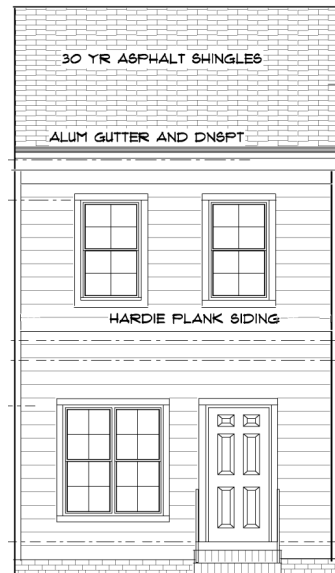 30 YR ASPHALT SHINGLES
ALUM GUTTER AND DNSPT
HARDIE PLANK SIDING